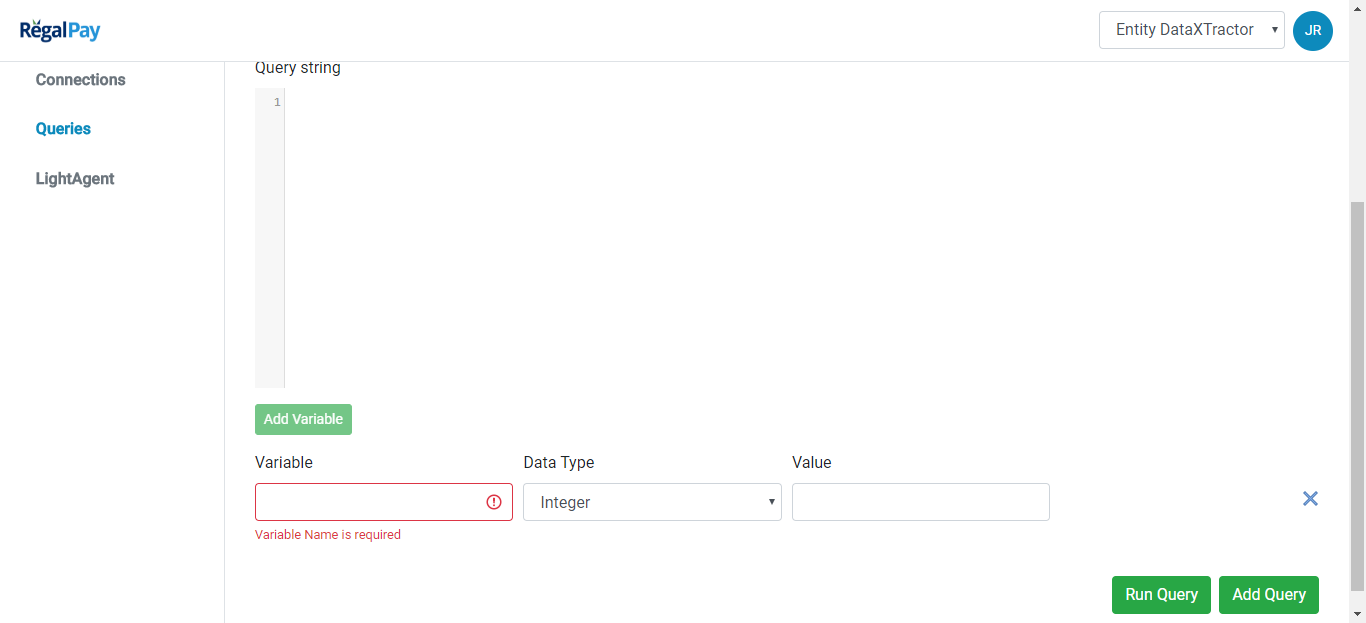 RégalPay
Entity DataXTractor
JR
Connections
Queries
LightAgent
Query string
1
Add Variable
Variable
Data Type
Value
Integer
Variable Name is required
Run Query
Add Query